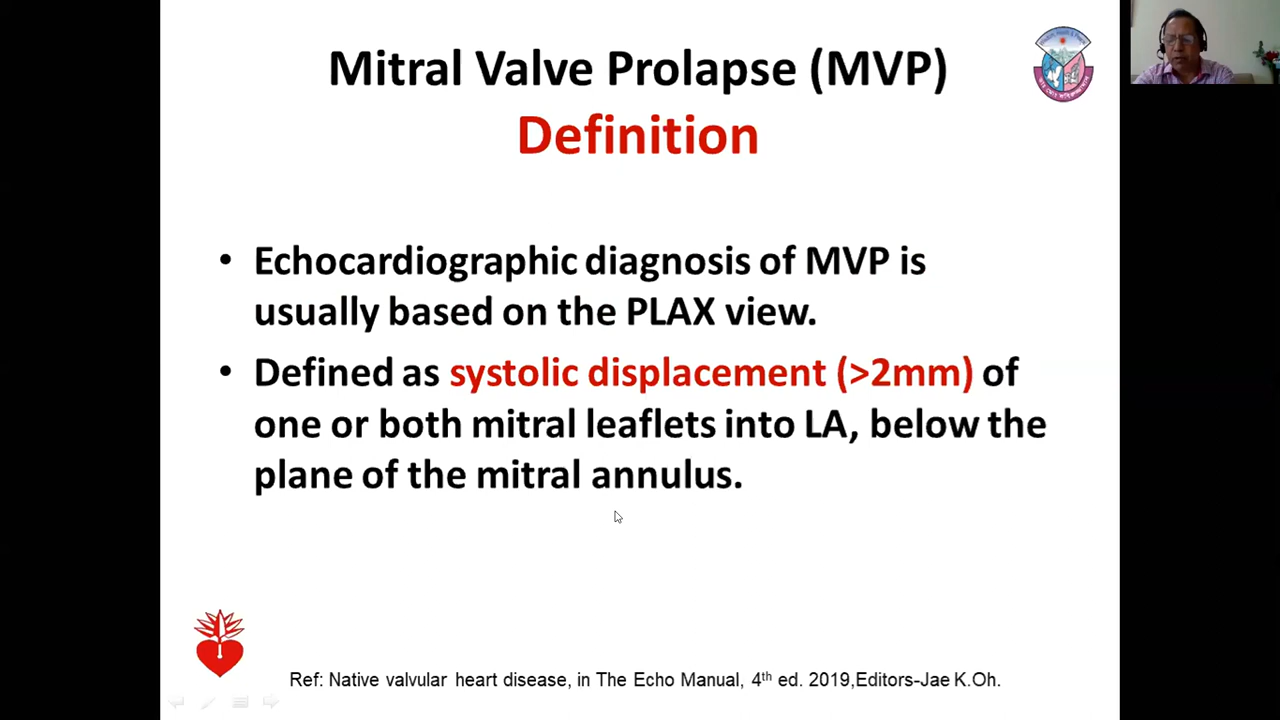 Mitral Valve Prolapse (MVP)
Definition
• Echocardiographic diagnosis of MVP is
usually based on the PLAX view.
• Defined as systolic displacement (>2mm) of
one or both mitral leaflets into LA, below the
plane of the mitral annulus.
Ref: Native valvular heart disease, in The Echo Manual, 4th ed. 2019,Editors-Jae K.Oh.